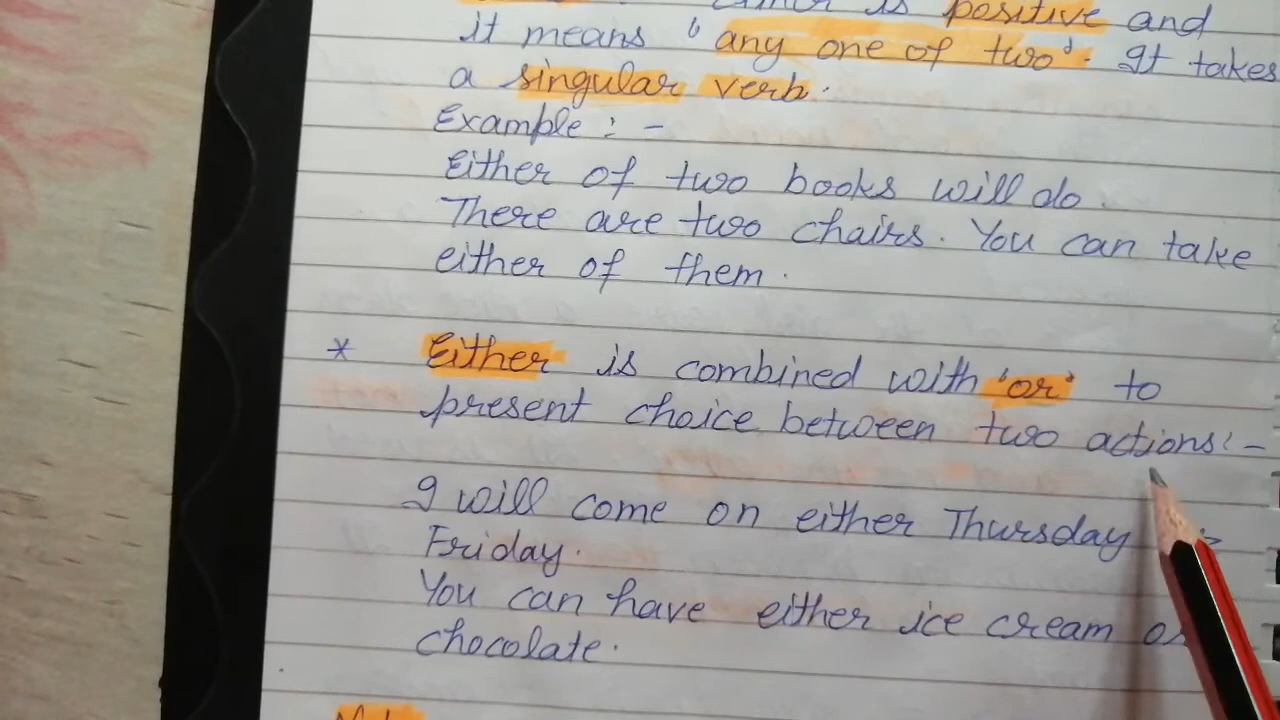 is positive and
it means 'any one of two'. It takes
a singular verb.
Example : -
Either of two books will do.
There are two chairs. You can take
either of them.
* Either is combined with 'or' to
present choice between two actions:-
I will come on either Thursday
Friday.
You can have either ice cream or
chocolate.